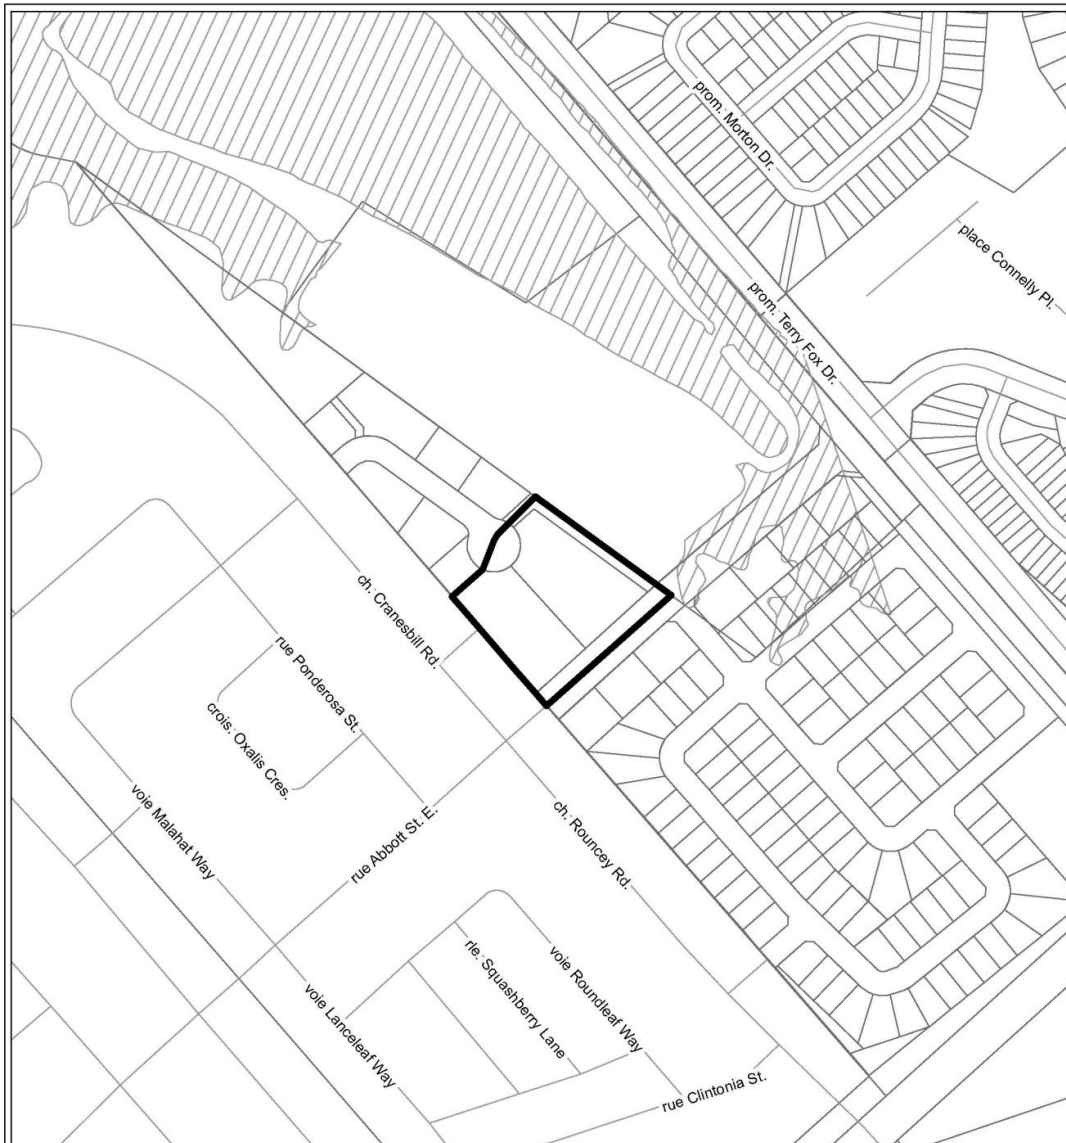 prom. Morton Dr.
place Connelly Pl.
prom. Terry Fox Dr.
ch. Cranesbill Rd.
rue Ponderosa St.
crois. Oxalis Cres.
voie Malahat Way
rue Abbott St. E.
ch. Rouncey Rd.
rle. Squashberry Lane
voie Roundleaf Way
voie Lanceleaf Way
rue Clintonia St.